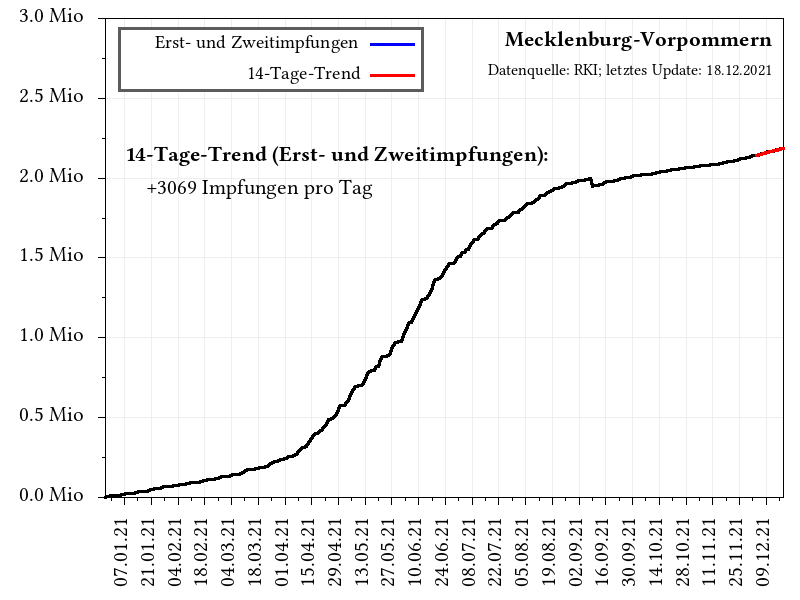 3.0 Mio
2.5 Mio
2.0 Mio
1.5 Mio
1.0 Mio
0.5 Mio
0.0 Mio
Erst- und Zweitimpfungen
14-Tage-Trend
Mecklenburg-Vorpommern
Datenquelle: RKI; letztes Update: 18.12.2021
14-Tage-Trend (Erst- und Zweitimpfungen):
+3069 Impfungen pro Tag
07.01.21
21.01.21
04.02.21
18.02.21
04.03.21
18.03.21
01.04.21
15.04.21
29.04.21
13.05.21
27.05.21
10.06.21
24.06.21
08.07.21
22.07.21
05.08.21
19.08.21
02.09.21
16.09.21
30.09.21
14.10.21
28.10.21
11.11.21
25.11.21
09.12.21